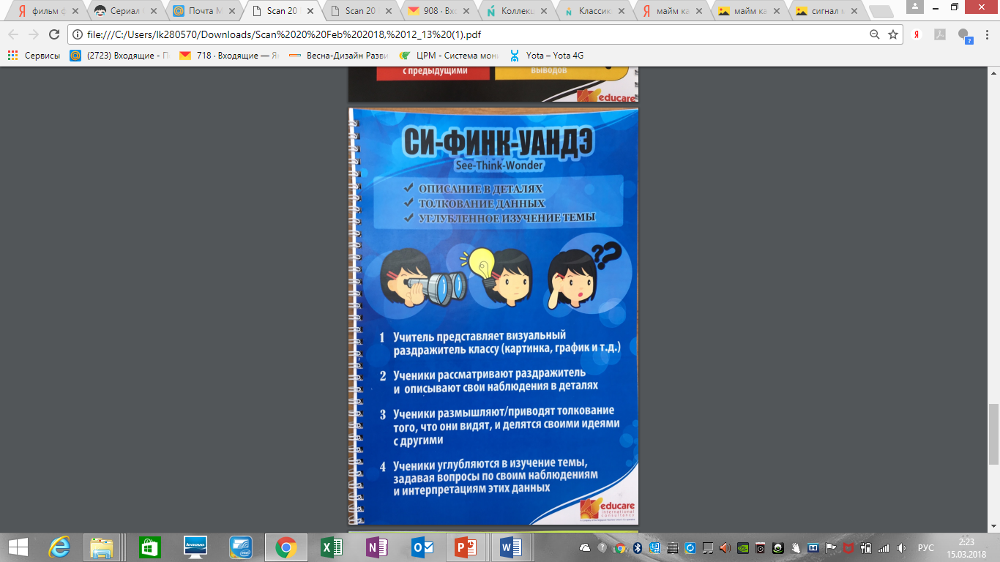 фильм ф
Сериал
Почта М
Scan 20
Scan 20
908 · Вхо
Коллекц
Классик
майм ка
майм ка
сигнал м
file:///C:/Users/lk280570/Downloads/Scan%2020%20Feb%202018,%2012_13%20(1).pdf
Сервисы
(2723) Входящие - П
718 · Входящие — Ян
Весна-Дизайн Разви
ЦРМ - Система мони
Yota – Yota 4G
с предыдущими
выводов
educare
СИ-ФИНК-УАНДЭ
See-Think-Wonder
✓ ОПИСАНИЕ В ДЕТАЛЯХ
✓ ТОЛКОВАНИЕ ДАННЫХ
✓ УГЛУБЛЕННОЕ ИЗУЧЕНИЕ ТЕМЫ
1 Учитель представляет визуальный
раздражитель классу (картинка, график и т.д.)
2 Ученики рассматривают раздражитель
и описывают свои наблюдения в деталях
3 Ученики размышляют/приводят толкование
того, что они видят, и делятся своими идеями
с другими
4 Ученики углубляются в изучение темы,
задавая вопросы по своим наблюдениям
и интерпретациям этих данных
educare
international
consultancy
lenovo
РУС
2:23
15.03.2018